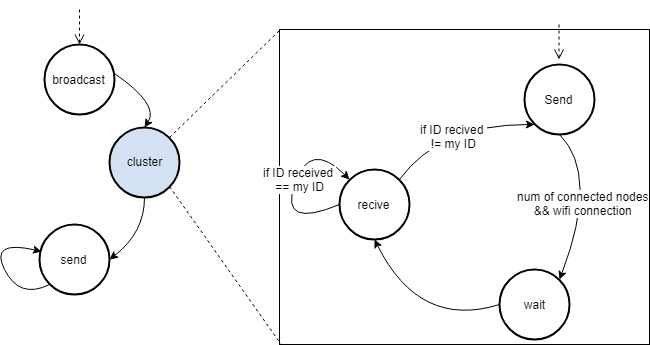 broadcast
cluster
send
Send
if ID recived
!= my ID
if ID received
== my ID
recive
num of connected nodes
&& wifi connection
wait